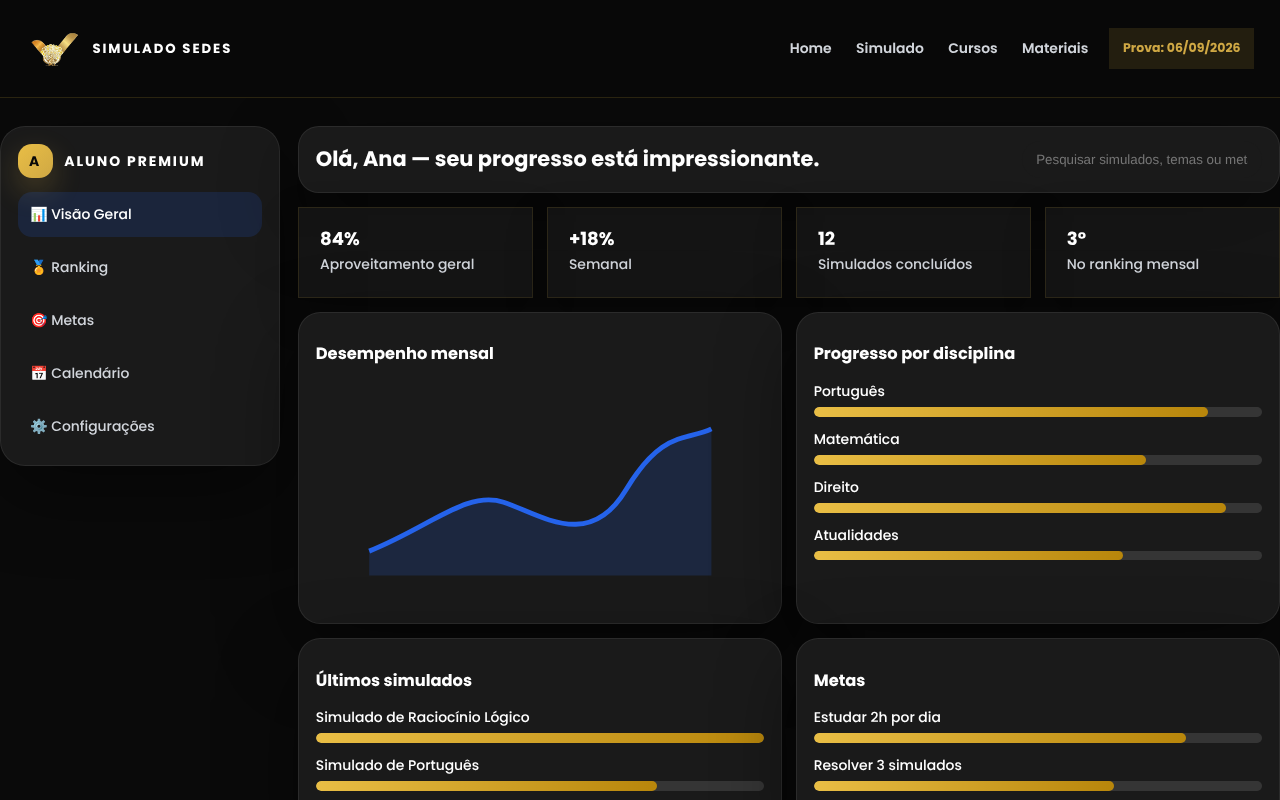 SIMULADO SEDES
Home
Simulado
Cursos
Materiais
Prova: 06/09/2026
A
ALUNO PREMIUM
Visão Geral
Ranking
Metas
Calendário
Configurações
Olá, Ana — seu progresso está impressionante.
Pesquisar simulados, temas ou met
84%
Aproveitamento geral
+18%
Semanal
12
Simulados concluídos
3º
No ranking mensal
Desempenho mensal
Progresso por disciplina
Português
Matemática
Direito
Atualidades
Últimos simulados
Simulado de Raciocínio Lógico
Simulado de Português
Metas
Estudar 2h por dia
Resolver 3 simulados